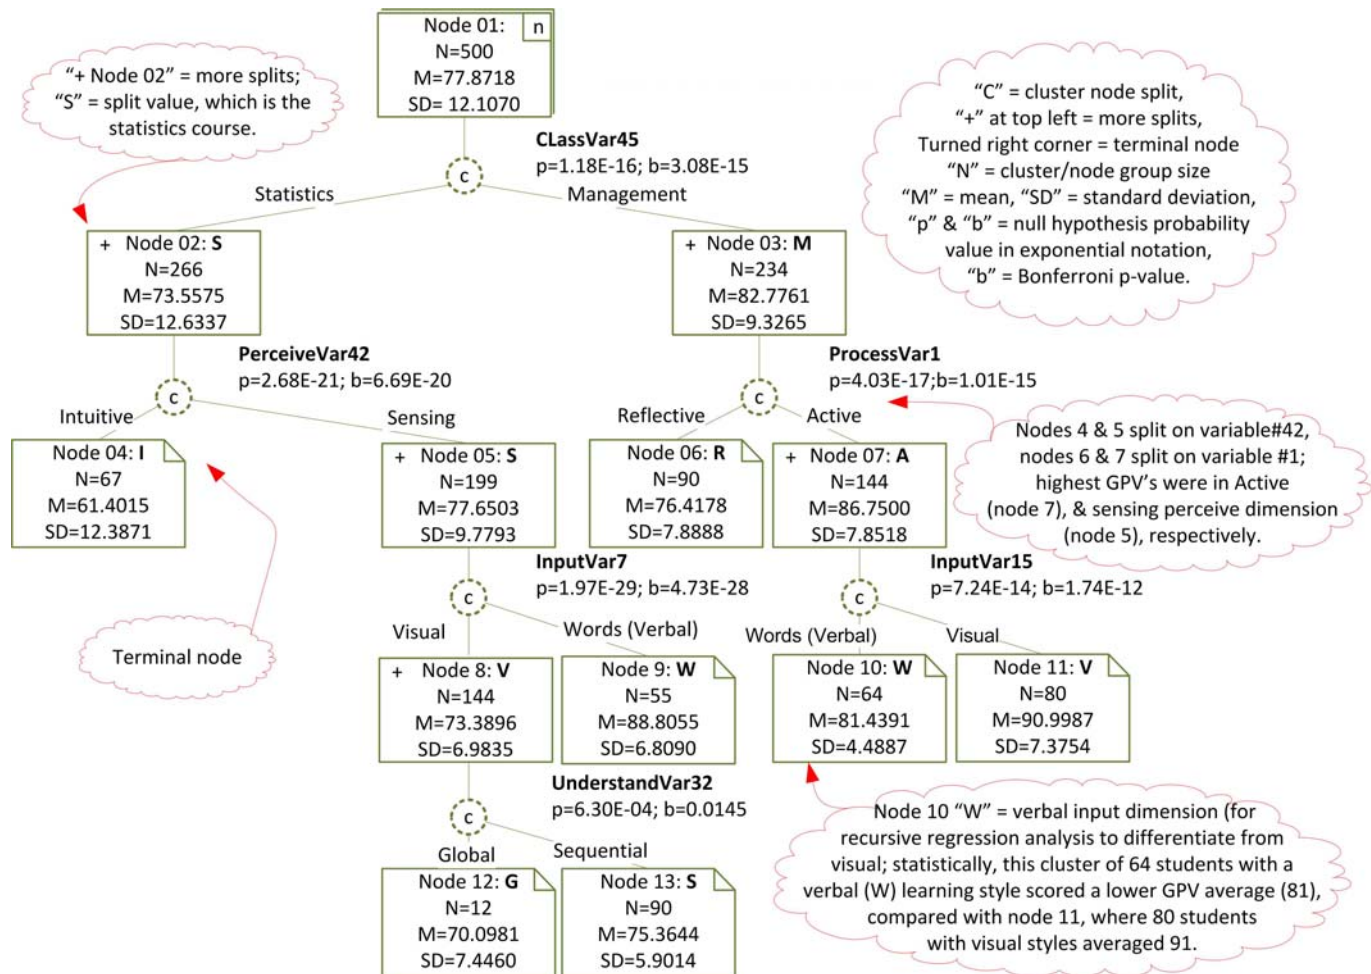 Node 01:
n
N=500
M=77.8718
SD= 12.1070
“+ Node 02” = more splits;
“S” = split value, which is the
statistics course.
“C” = cluster node split,
“+” at top left = more splits,
Turned right corner = terminal node
“N” = cluster/node group size
“M” = mean, “SD” = standard deviation,
“p” & “b” = null hypothesis probability
value in exponential notation,
“b” = Bonferroni p-value.
CLassVar45
p=1.18E-16; b=3.08E-15
c
Statistics
Management
+ Node 02: S
N=266
M=73.5575
SD=12.6337
+ Node 03: M
N=234
M=82.7761
SD=9.3265
PerceiveVar42
p=2.68E-21; b=6.69E-20
c
Intuitive
Sensing
ProcessVar1
p=4.03E-17;b=1.01E-15
c
Reflective
Active
Node 04: I
N=67
M=61.4015
SD=12.3871
+ Node 05: S
N=199
M=77.6503
SD=9.7793
Node 06: R
N=90
M=76.4178
SD=7.8888
+ Node 07: A
N=144
M=86.7500
SD=7.8518
Nodes 4 & 5 split on variable#42,
nodes 6 & 7 split on variable #1;
highest GPV’s were in Active
(node 7), & sensing perceive dimension
(node 5), respectively.
Terminal node
InputVar7
p=1.97E-29; b=4.73E-28
c
Visual
Words (Verbal)
InputVar15
p=7.24E-14; b=1.74E-12
c
Words (Verbal)
Visual
+ Node 8: V
N=144
M=73.3896
SD=6.9835
Node 9: W
N=55
M=88.8055
SD=6.8090
Node 10: W
N=64
M=81.4391
SD=4.4887
Node 11: V
N=80
M=90.9987
SD=7.3754
UnderstandVar32
p=6.30E-04; b=0.0145
c
Global
Sequential
Node 12: G
N=12
M=70.0981
SD=7.4460
Node 13: S
N=90
M=75.3644
SD=5.9014
Node 10 “W” = verbal input dimension (for
recursive regression analysis to differentiate from
visual; statistically, this cluster of 64 students with a
verbal (W) learning style scored a lower GPV average (81),
compared with node 11, where 80 students
with visual styles averaged 91.